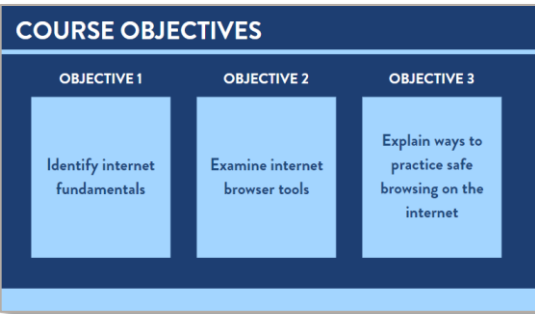 COURSE OBJECTIVES
OBJECTIVE 1
Identify internet
fundamentals
OBJECTIVE 2
Examine internet
browser tools
OBJECTIVE 3
Explain ways to
practice safe
browsing on the
internet